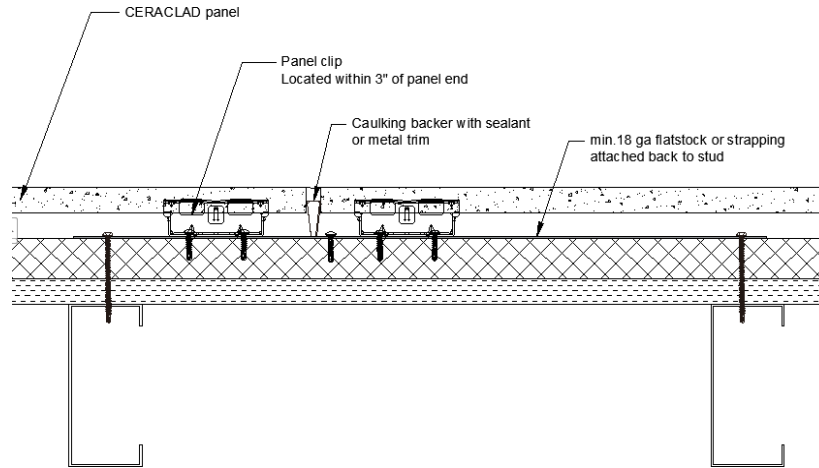 CERACLAD panel
Panel clip
Located within 3" of panel end
Caulking backer with sealant
or metal trim
min.18 ga flatstock or strapping
attached back to stud